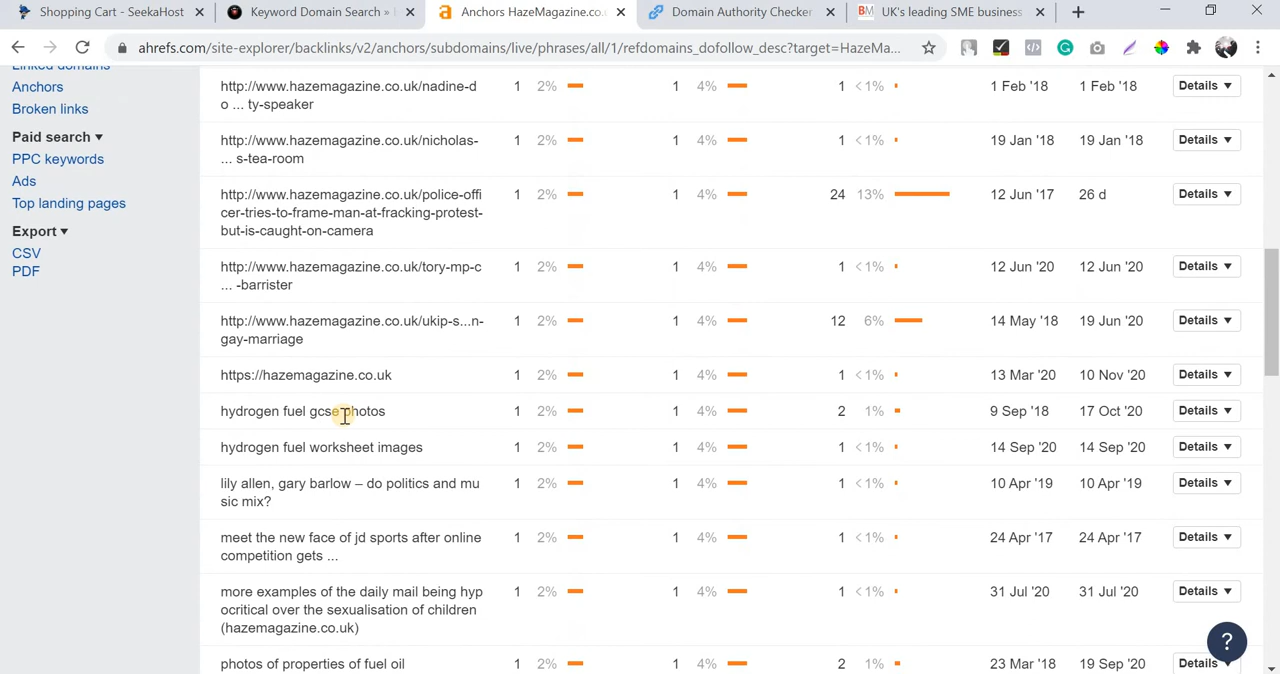 Shopping Cart - SeekaHost
Keyword Domain Search »
Anchors HazeMagazine.co.
Domain Authority Checker
UK's leading SME business
ahrefs.com/site-explorer/backlinks/v2/anchors/subdomains/live/phrases/all/1/refdomains_dofollow_desc?target=HazeMa...
Linked domains
Anchors
Broken links
Paid search
PPC keywords
Ads
Top landing pages
Export
CSV
PDF
http://www.hazemagazine.co.uk/nadine-d
o ... ty-speaker
1 2% 1 4% 1 <1% 1 Feb '18 1 Feb '18 Details
http://www.hazemagazine.co.uk/nicholas-
... s-tea-room
1 2% 1 4% 1 <1% 19 Jan '18 19 Jan '18 Details
http://www.hazemagazine.co.uk/police-offi
cer-tries-to-frame-man-at-fracking-protest-
but-is-caught-on-camera
1 2% 1 4% 24 13% 12 Jun '17 26 d Details
http://www.hazemagazine.co.uk/tory-mp-c
... -barrister
1 2% 1 4% 1 <1% 12 Jun '20 12 Jun '20 Details
http://www.hazemagazine.co.uk/ukip-s...n-
gay-marriage
1 2% 1 4% 12 6% 14 May '18 19 Jun '20 Details
https://hazemagazine.co.uk 1 2% 1 4% 1 <1% 13 Mar '20 10 Nov '20 Details
hydrogen fuel gcse photos 1 2% 1 4% 2 1% 9 Sep '18 17 Oct '20 Details
hydrogen fuel worksheet images 1 2% 1 4% 1 <1% 14 Sep '20 14 Sep '20 Details
lily allen, gary barlow – do politics and mu
sic mix?
1 2% 1 4% 1 <1% 10 Apr '19 10 Apr '19 Details
meet the new face of jd sports after online
competition gets ...
1 2% 1 4% 1 <1% 24 Apr '17 24 Apr '17 Details
more examples of the daily mail being hyp
ocritical over the sexualisation of children
(hazemagazine.co.uk)
1 2% 1 4% 1 <1% 31 Jul '20 31 Jul '20 Details
photos of properties of fuel oil 1 2% 1 4% 2 1% 23 Mar '18 19 Sep '20 Details
?